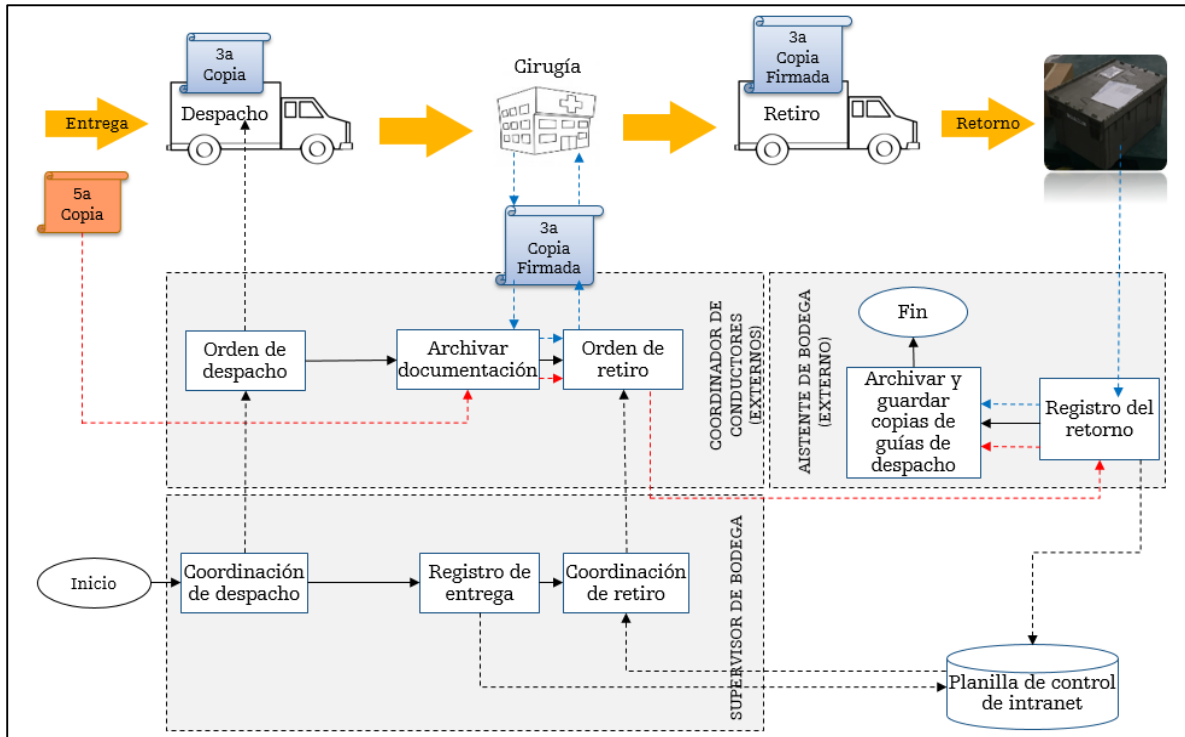 3a
Copia
3a
Copia
Firmada
Cirugía
Entrega
Despacho
Retiro
Retorno
5a
Copia
3a
Copia
Firmada
Orden de
despacho
Archivar
documentación
Orden de
retiro
COORDINADOR DE
CONDUCTORES
(EXTERNOS)
AISTENTE DE BODEGA
(EXTERNO)
Fin
Archivar y
guardar
copias de
guías de
despacho
Registro del
retorno
Inicio
Coordinación
de despacho
Registro de
entrega
Coordinación
de retiro
SUPERVISOR DE BODEGA
Planilla de control
de intranet